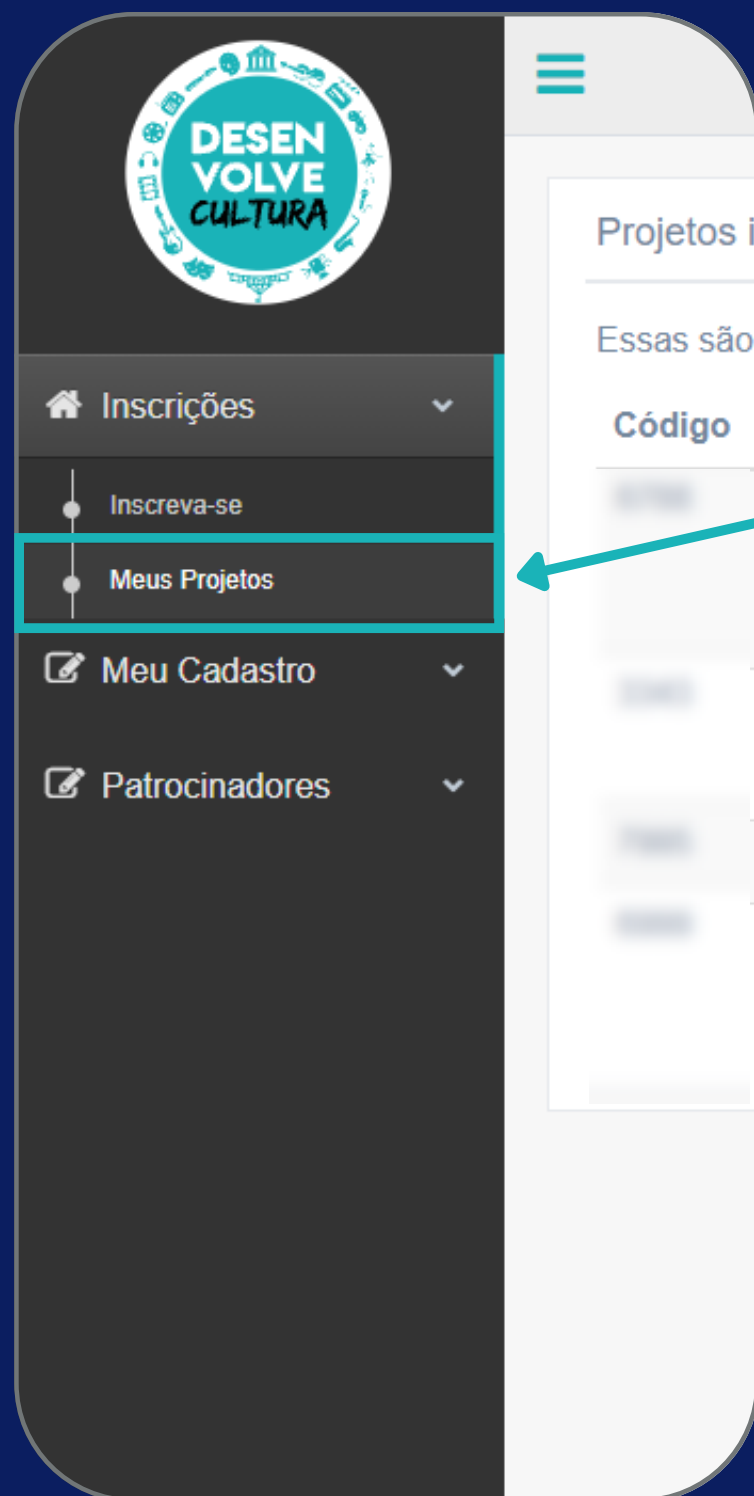 DESEN
VOLVE
CULTURA
Inscrições
Inscreva-se
Meus Projetos
Meu Cadastro
Patrocinadores
Projetos
Essas são
Código